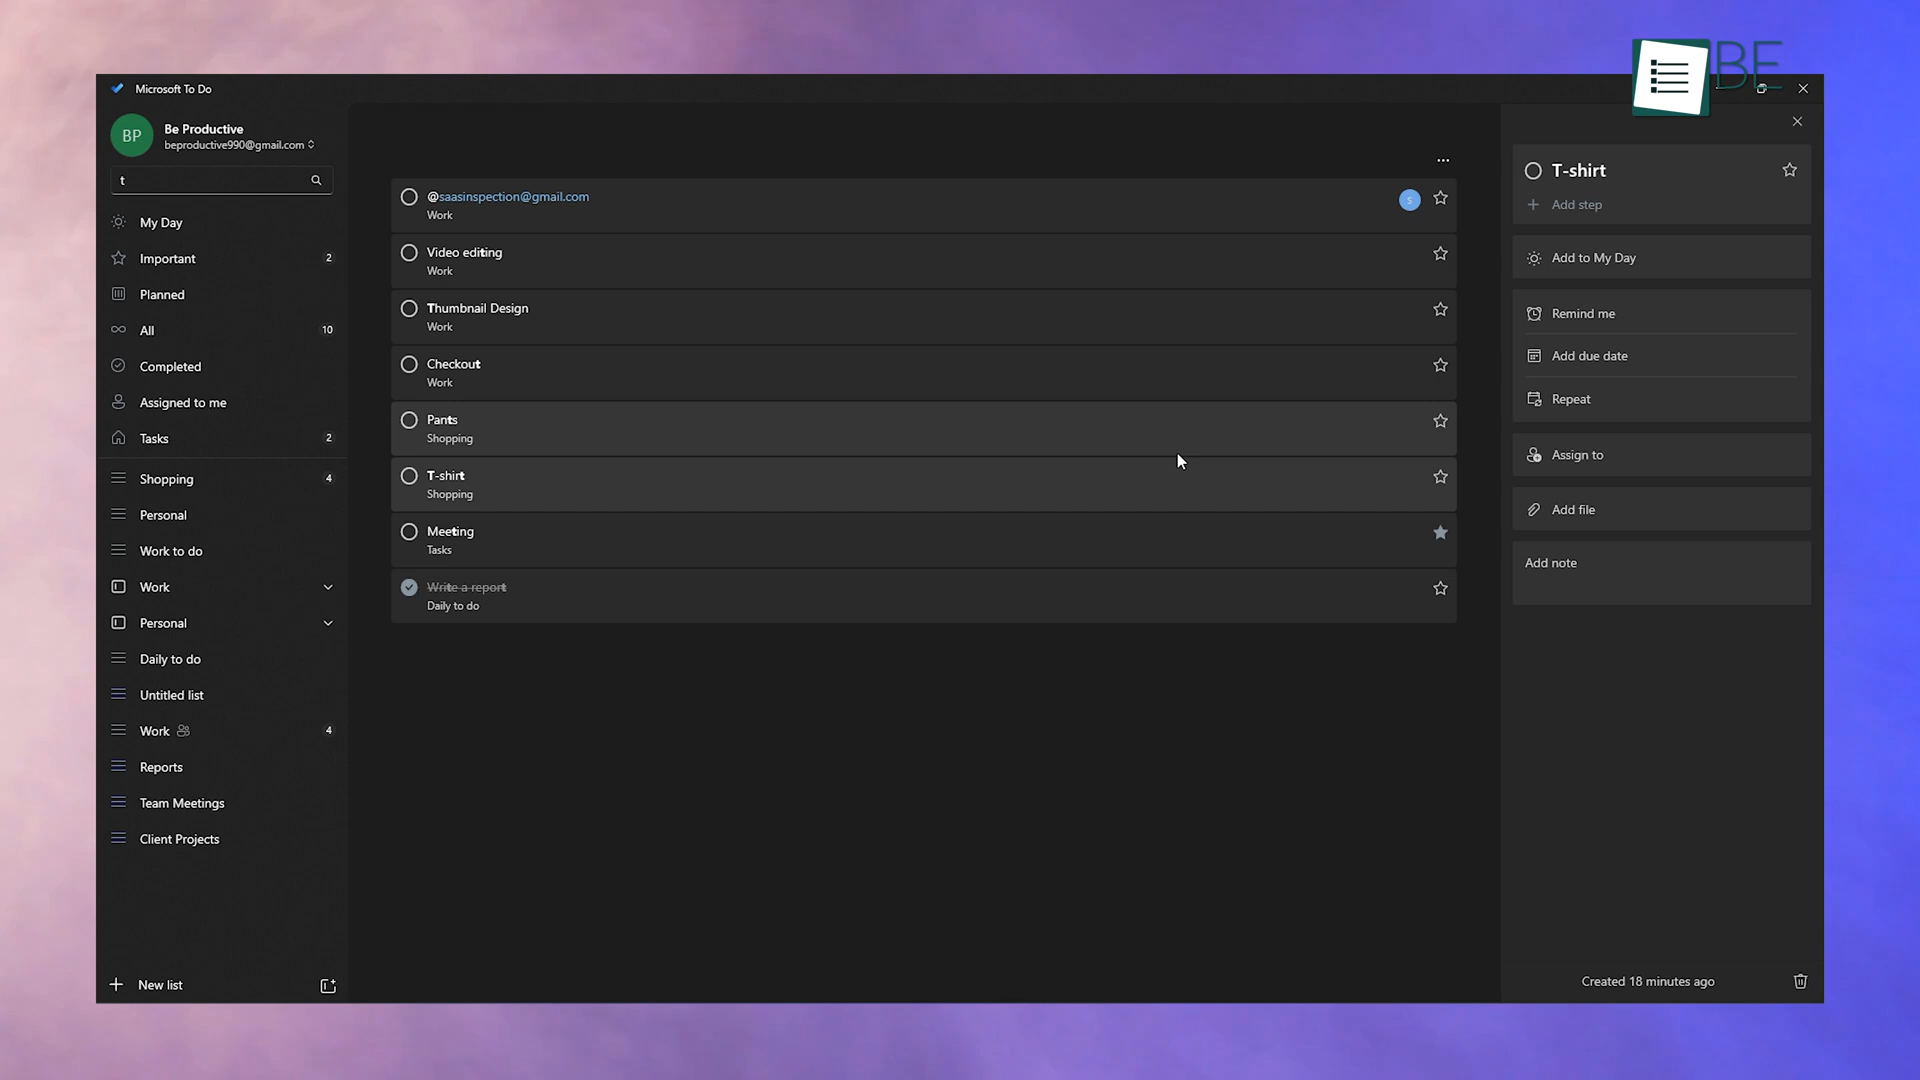 BE
Microsoft To Do
BP
Be Productive
beproductive990@gmail.com
t
My Day
Important 2
Planned
All 10
Completed
Assigned to me
Tasks 2
Shopping 4
Personal
Work to do
Work
Personal
Daily to do
Untitled list
Work 4
Reports
Team Meetings
Client Projects
New list
@saasinspection@gmail.com
S
Work
Video editing
Work
Thumbnail Design
Work
Checkout
Work
Pants
Shopping
T-shirt
Shopping
Meeting
Tasks
Write a report
Daily to do
T-shirt
Add step
Add to My Day
Remind me
Add due date
Repeat
Assign to
Add file
Add note
Created 18 minutes ago